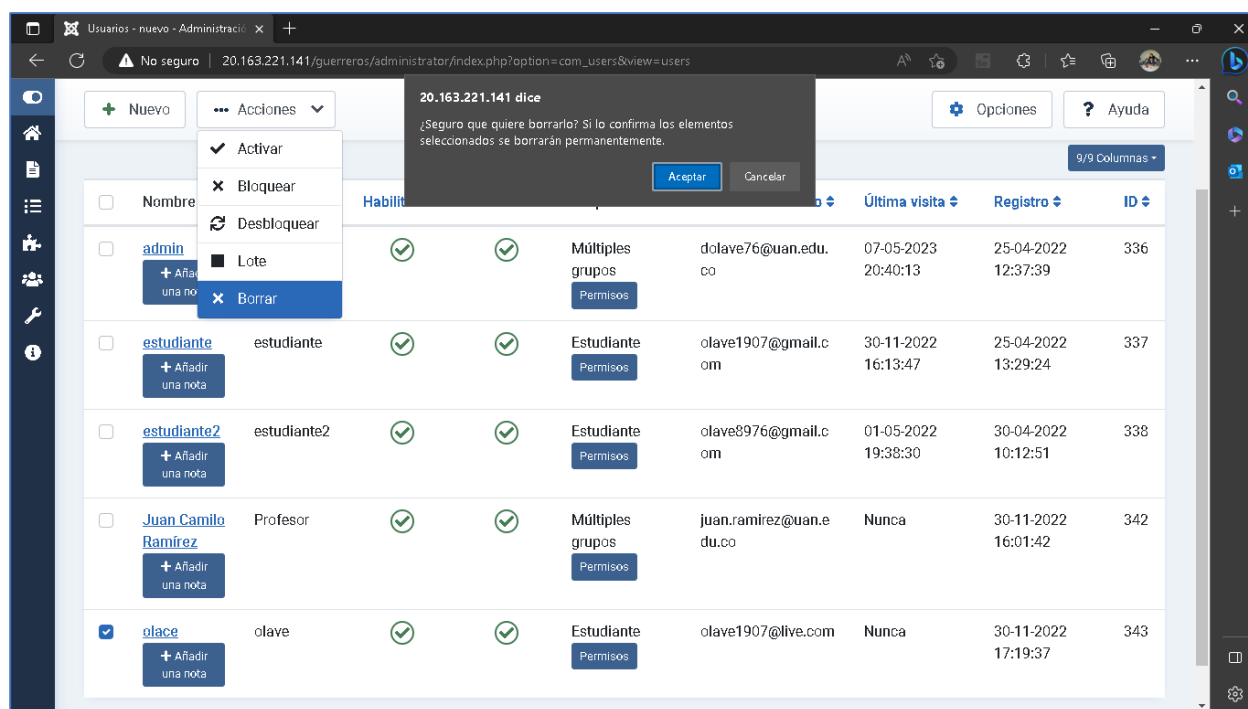 Usuarios - nuevo - Administració
No seguro | 20.163.221.141/guerreros/administrator/index.php?option=com_users&view=users
20.163.221.141 dice
¿Seguro que quiere borrarlo? Si lo confirma los elementos
seleccionados se borrarán permanentemente.
Aceptar Cancelar
+ Nuevo
Acciones
Opciones
? Ayuda
Activar
Bloquear
Desbloquear
Lote
Borrar
9/9 Columnas
Nombre Habilit Última visita Registro ID
admin Múltiples dolave76@uan.edu. 07-05-2023 25-04-2022 336
grupos co 20:40:13 12:37:39
+ Añad
una no
Permisos
estudiante estudiante Estudiante olave1907@gmail.c 30-11-2022 25-04-2022 337
om 16:13:47 13:29:24
+ Añadir
una nota
Permisos
estudiante2 estudiante2 Estudiante olave8976@gmail.c 01-05-2022 30-04-2022 338
om 19:38:30 10:12:51
+ Añadir
una nota
Permisos
Juan Camilo Profesor Múltiples juan.ramirez@uan.e Nunca 30-11-2022 342
Ramírez grupos du.co 16:01:42
+ Añadir
una nota
Permisos
olace olave Estudiante olave1907@live.com Nunca 30-11-2022 343
17:19:37
+ Añadir
una nota
Permisos